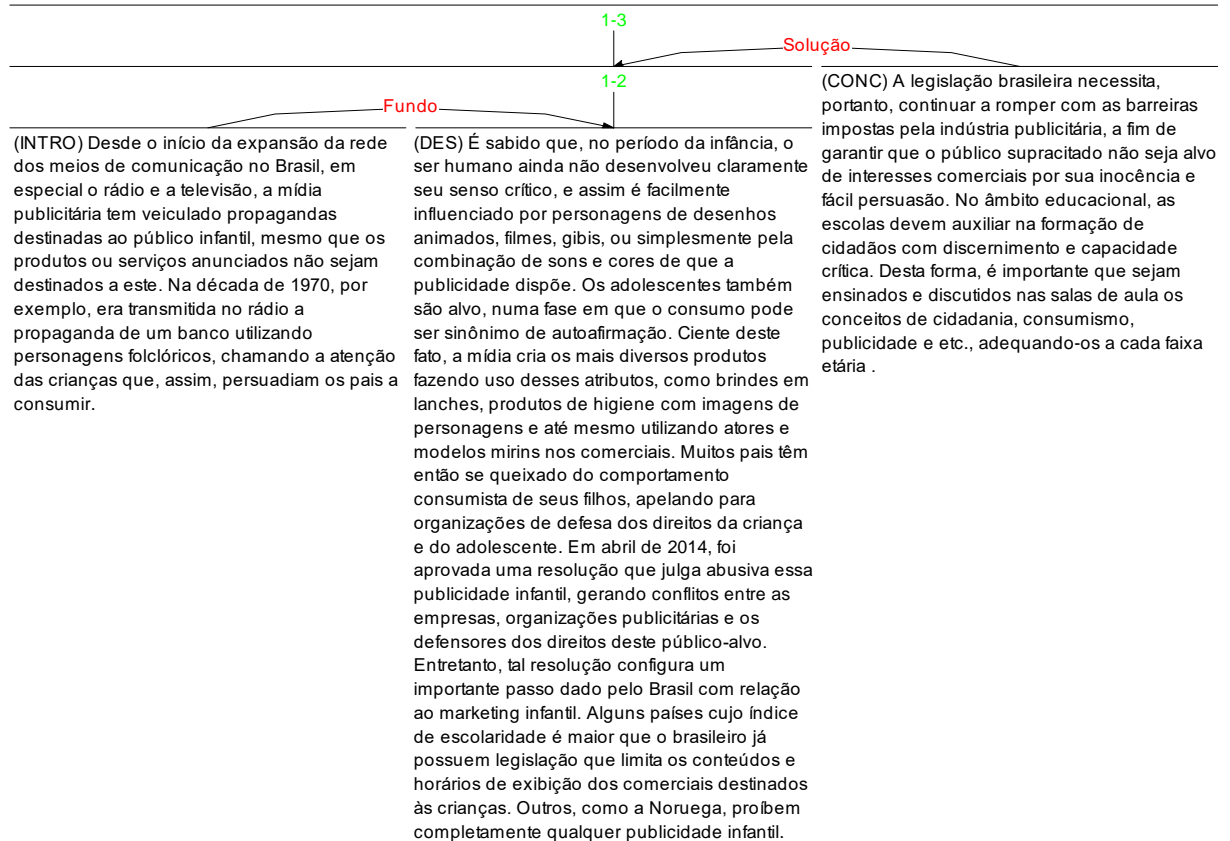 1-3
Solução
1-2
Fundo
(INTRO) Desde o início da expansão da rede
dos meios de comunicação no Brasil, em
especial o rádio e a televisão, a mídia
publicitária tem veiculado propagandas
destinadas ao público infantil, mesmo que os
produtos ou serviços anunciados não sejam
destinados a este. Na década de 1970, por
exemplo, era transmitida no rádio a
propaganda de um banco utilizando
personagens folclóricos, chamando a atenção
das crianças que, assim, persuadiam os pais a
consumir.
(DES) É sabido que, no período da infância, o
ser humano ainda não desenvolveu claramente
seu senso crítico, e assim é facilmente
influenciado por personagens de desenhos
animados, filmes, gibis, ou simplesmente pela
combinação de sons e cores de que a
publicidade dispõe. Os adolescentes também
são alvo, numa fase em que o consumo pode
ser sinônimo de autoafirmação. Ciente deste
fato, a mídia cria os mais diversos produtos
fazendo uso desses atributos, como brindes em
lanches, produtos de higiene com imagens de
personagens e até mesmo utilizando atores e
modelos mirins nos comerciais. Muitos pais têm
então se queixado do comportamento
consumista de seus filhos, apelando para
organizações de defesa dos direitos da criança
e do adolescente. Em abril de 2014, foi
aprovada uma resolução que julga abusiva essa
publicidade infantil, gerando conflitos entre as
empresas, organizações publicitárias e os
defensores dos direitos deste público-alvo.
Entretanto, tal resolução configura um
importante passo dado pelo Brasil com relação
ao marketing infantil. Alguns países cujo índice
de escolaridade é maior que o brasileiro já
possuem legislação que limita os conteúdos e
horários de exibição dos comerciais destinados
às crianças. Outros, como a Noruega, proíbem
completamente qualquer publicidade infantil.
(CONC) A legislação brasileira necessita,
portanto, continuar a romper com as barreiras
impostas pela indústria publicitária, a fim de
garantir que o público supracitado não seja alvo
de interesses comerciais por sua inocência e
fácil persuasão. No âmbito educacional, as
escolas devem auxiliar na formação de
cidadãos com discernimento e capacidade
crítica. Desta forma, é importante que sejam
ensinados e discutidos nas salas de aula os
conceitos de cidadania, consumismo,
publicidade e etc., adequando-os a cada faixa
etária .